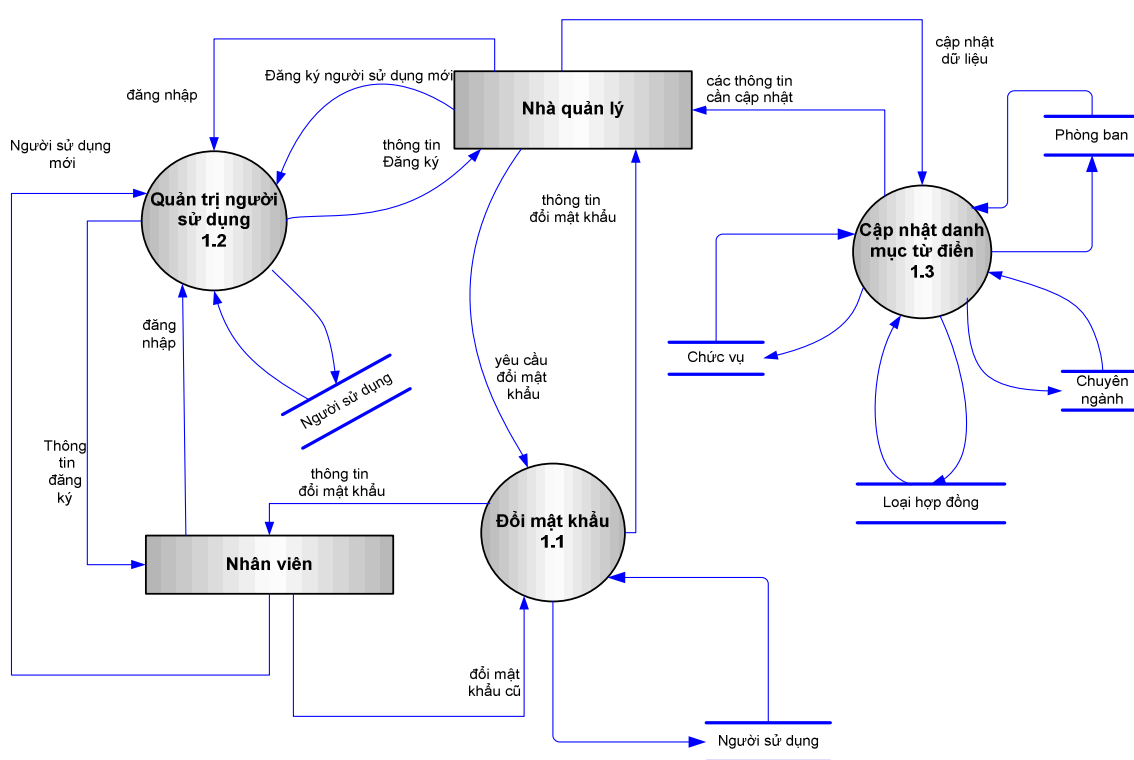 cập nhật
dữ liệu
Đăng ký người sử dụng mới
các thông tin
cần cập nhật
đăng nhập
Nhà quản lý
Phòng ban
Người sử dụng
mới
thông tin
Đăng ký
Quản trị người
sử dụng
1.2
thông tin
đổi mật khẩu
Cập nhật danh
mục từ điển
1.3
đăng
nhập
Chức vụ
yêu cầu
đổi mật
khẩu
Người sử dụng
Chuyên
ngành
Thông
tin
đăng
ký
thông tin
đổi mật khẩu
Loại hợp đồng
Đổi mật khẩu
1.1
Nhân viên
đổi mật
khẩu cũ
Người sử dụng